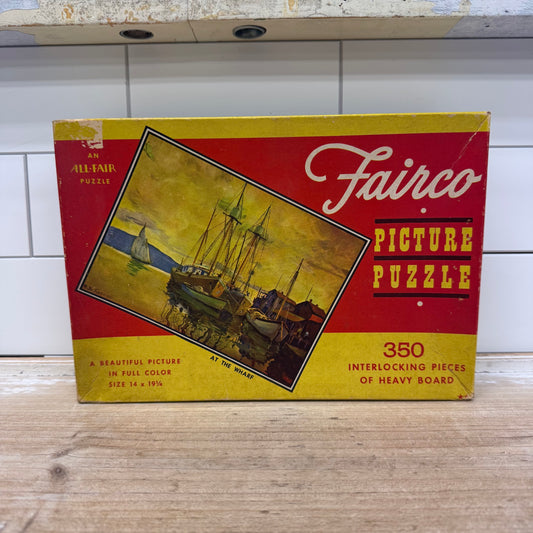 AN
ALL-FAIR
PUZZLE
Fairco
PICTURE
PUZZLE
AT THE WHARF
A BEAUTIFUL PICTURE
IN FULL COLOR
SIZE 14 x 19¾
350
INTERLOCKING PIECES
OF HEAVY BOARD